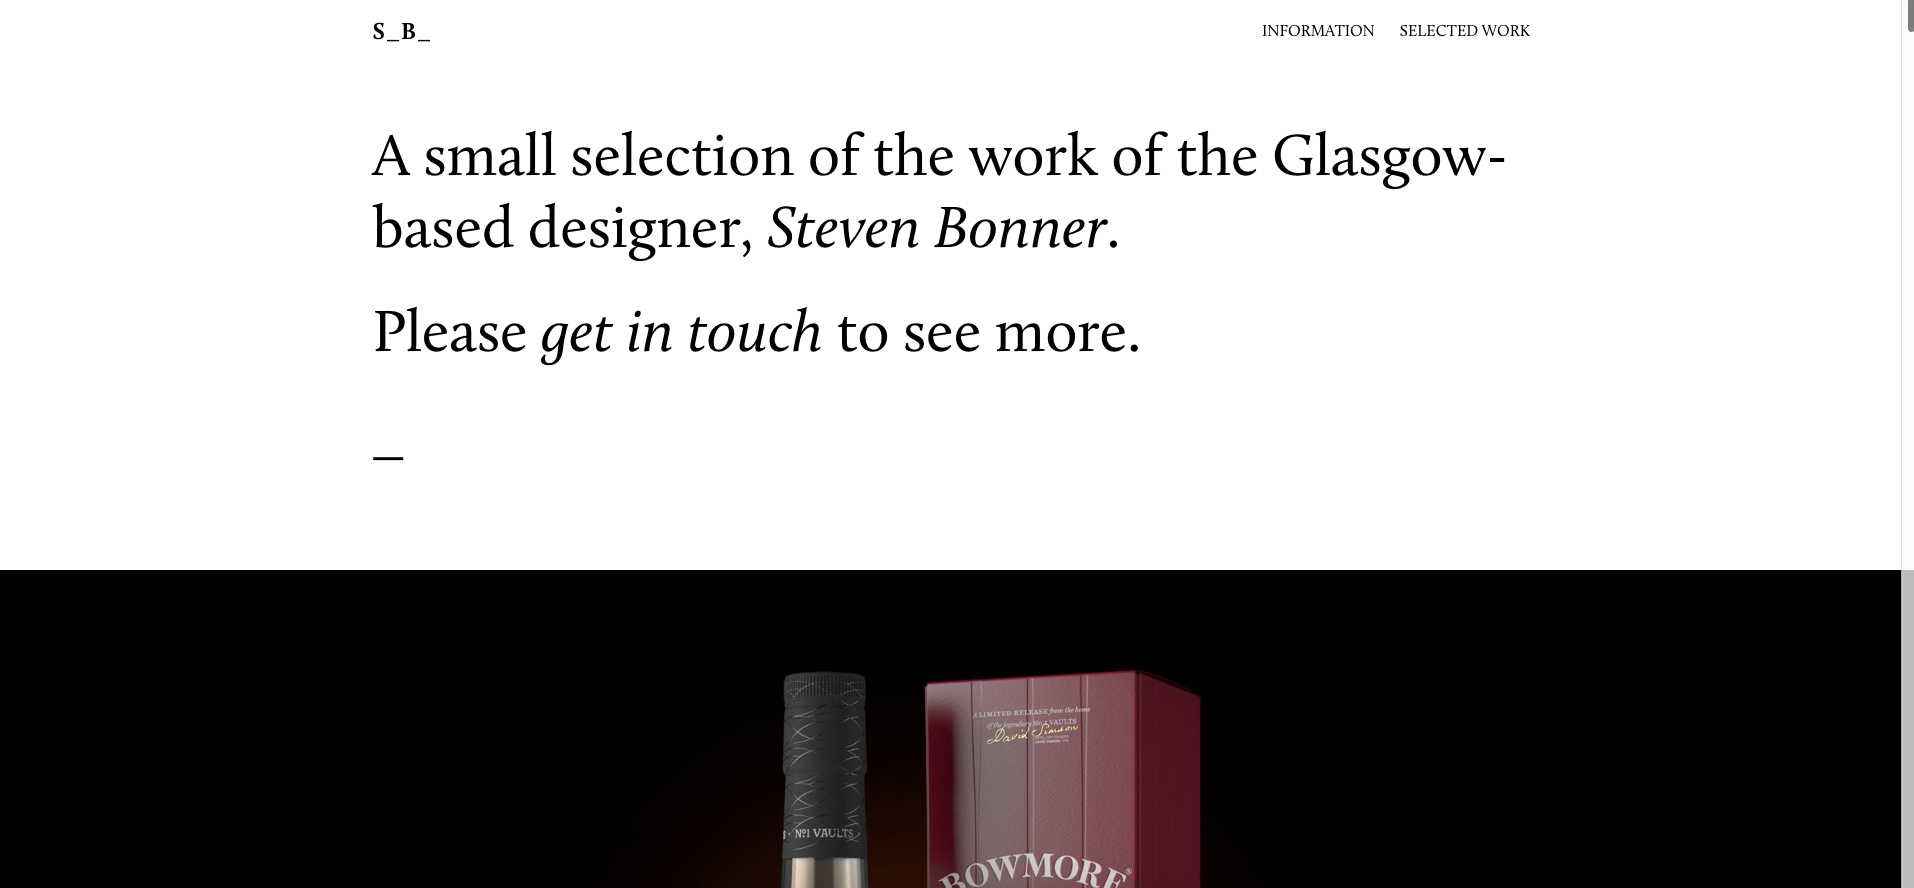 S_B_
INFORMATION
SELECTED WORK
A small selection of the work of the Glasgow-
based designer, Steven Bonner.
Please get in touch to see more.
_
A LIMITED RELEASE from the home
of the legendary No.1 VAULTS
David Simson
Nº1 VAULTS
BOWMORE®